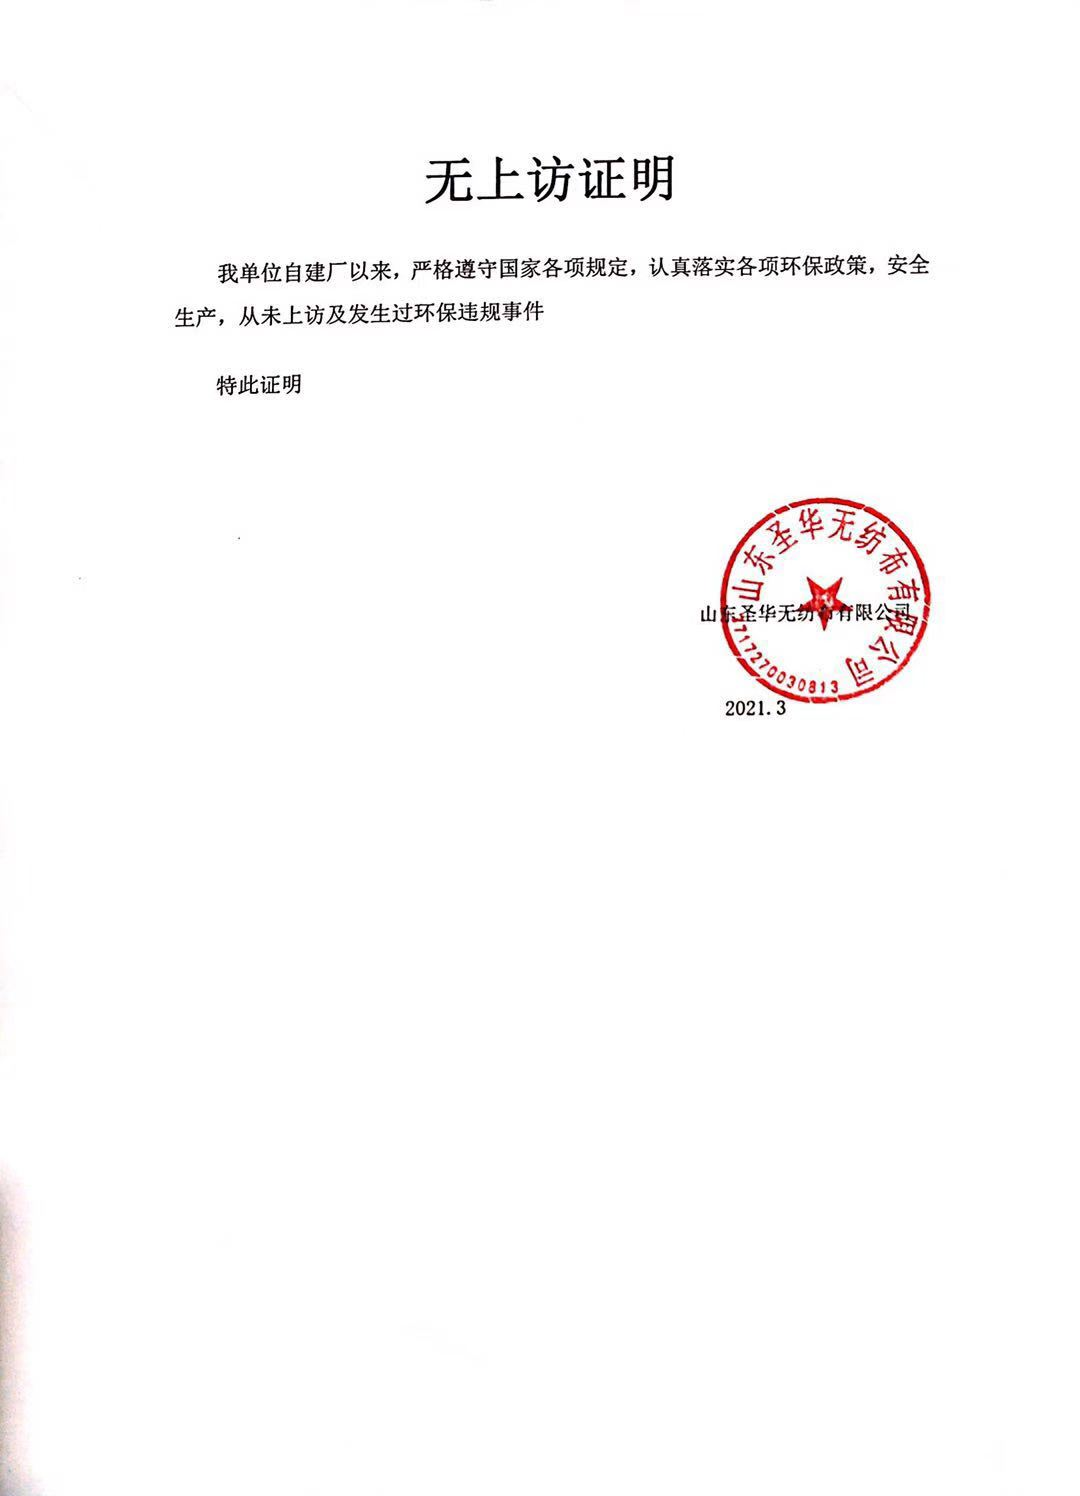 无上访证明
我单位自建厂以来，严格遵守国家各项规定，认真落实各项环保政策，安全
生产，从未上访及发生过环保违规事件
特此证明
山东圣华无纺布有限公司
山东圣华无纺布有限公司
3717270030813
2021.3